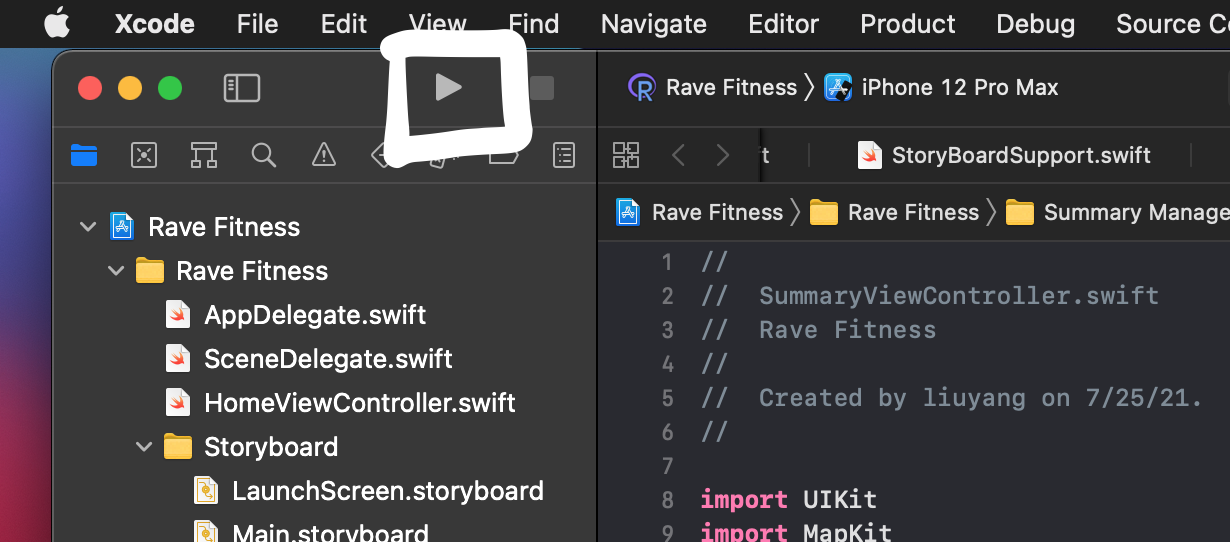 Xcode File Edit View Find Navigate Editor Product Debug Source Co
Rave Fitness iPhone 12 Pro Max
StoryBoardSupport.swift
Rave Fitness Rave Fitness Summary Manage
Rave Fitness
Rave Fitness
AppDelegate.swift
SceneDelegate.swift
HomeViewController.swift
Storyboard
LaunchScreen.storyboard
Main.storyboard
1 //
2 // SummaryViewController.swift
3 // Rave Fitness
4 //
5 // Created by liuyang on 7/25/21.
6 //
7
8 import UIKit
9 import MapKit